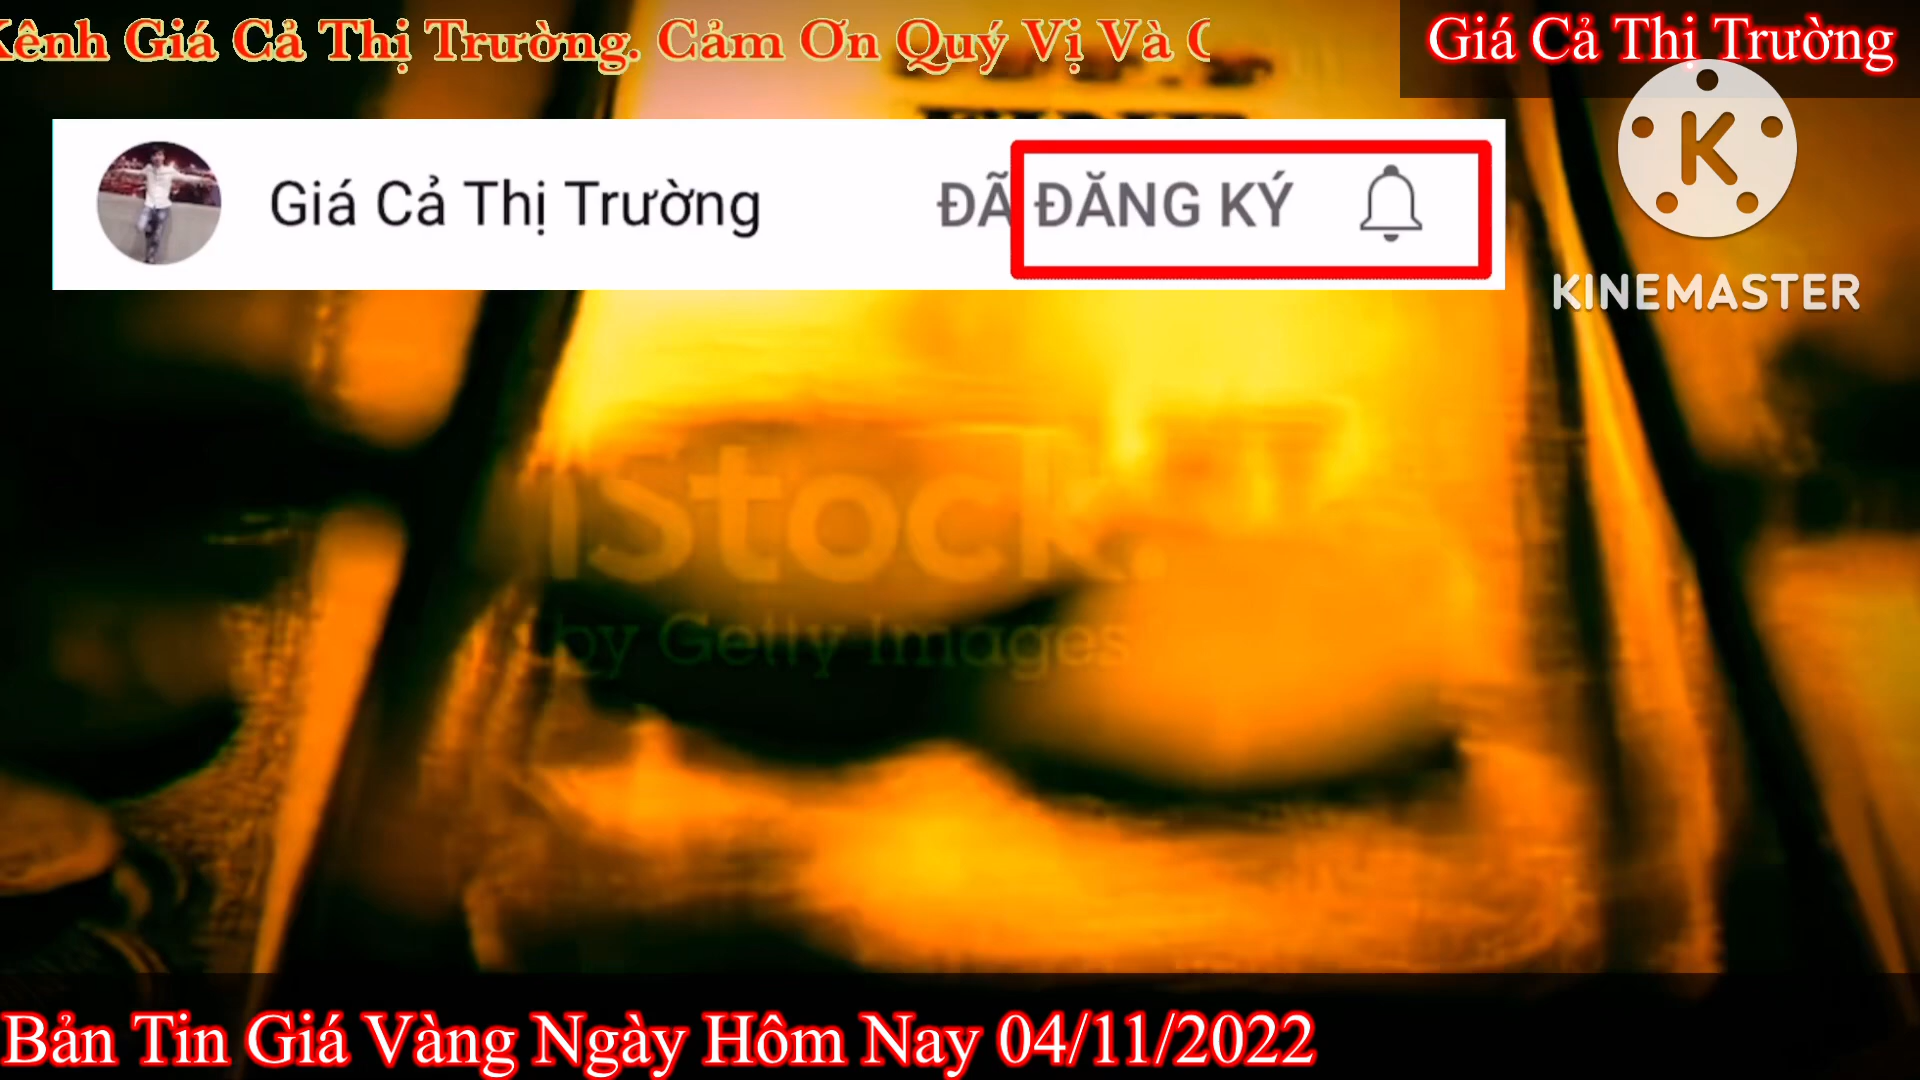 Kênh Giá Cả Thị Trường. Cảm Ơn Quý Vị Và
Giá Cả Thị Trường
Giá Cả Thị Trường
ĐÃ ĐĂNG KÝ
K
KINEMASTER
iStock.
by Getty Images
Bản Tin Giá Vàng Ngày Hôm Nay 04/11/2022